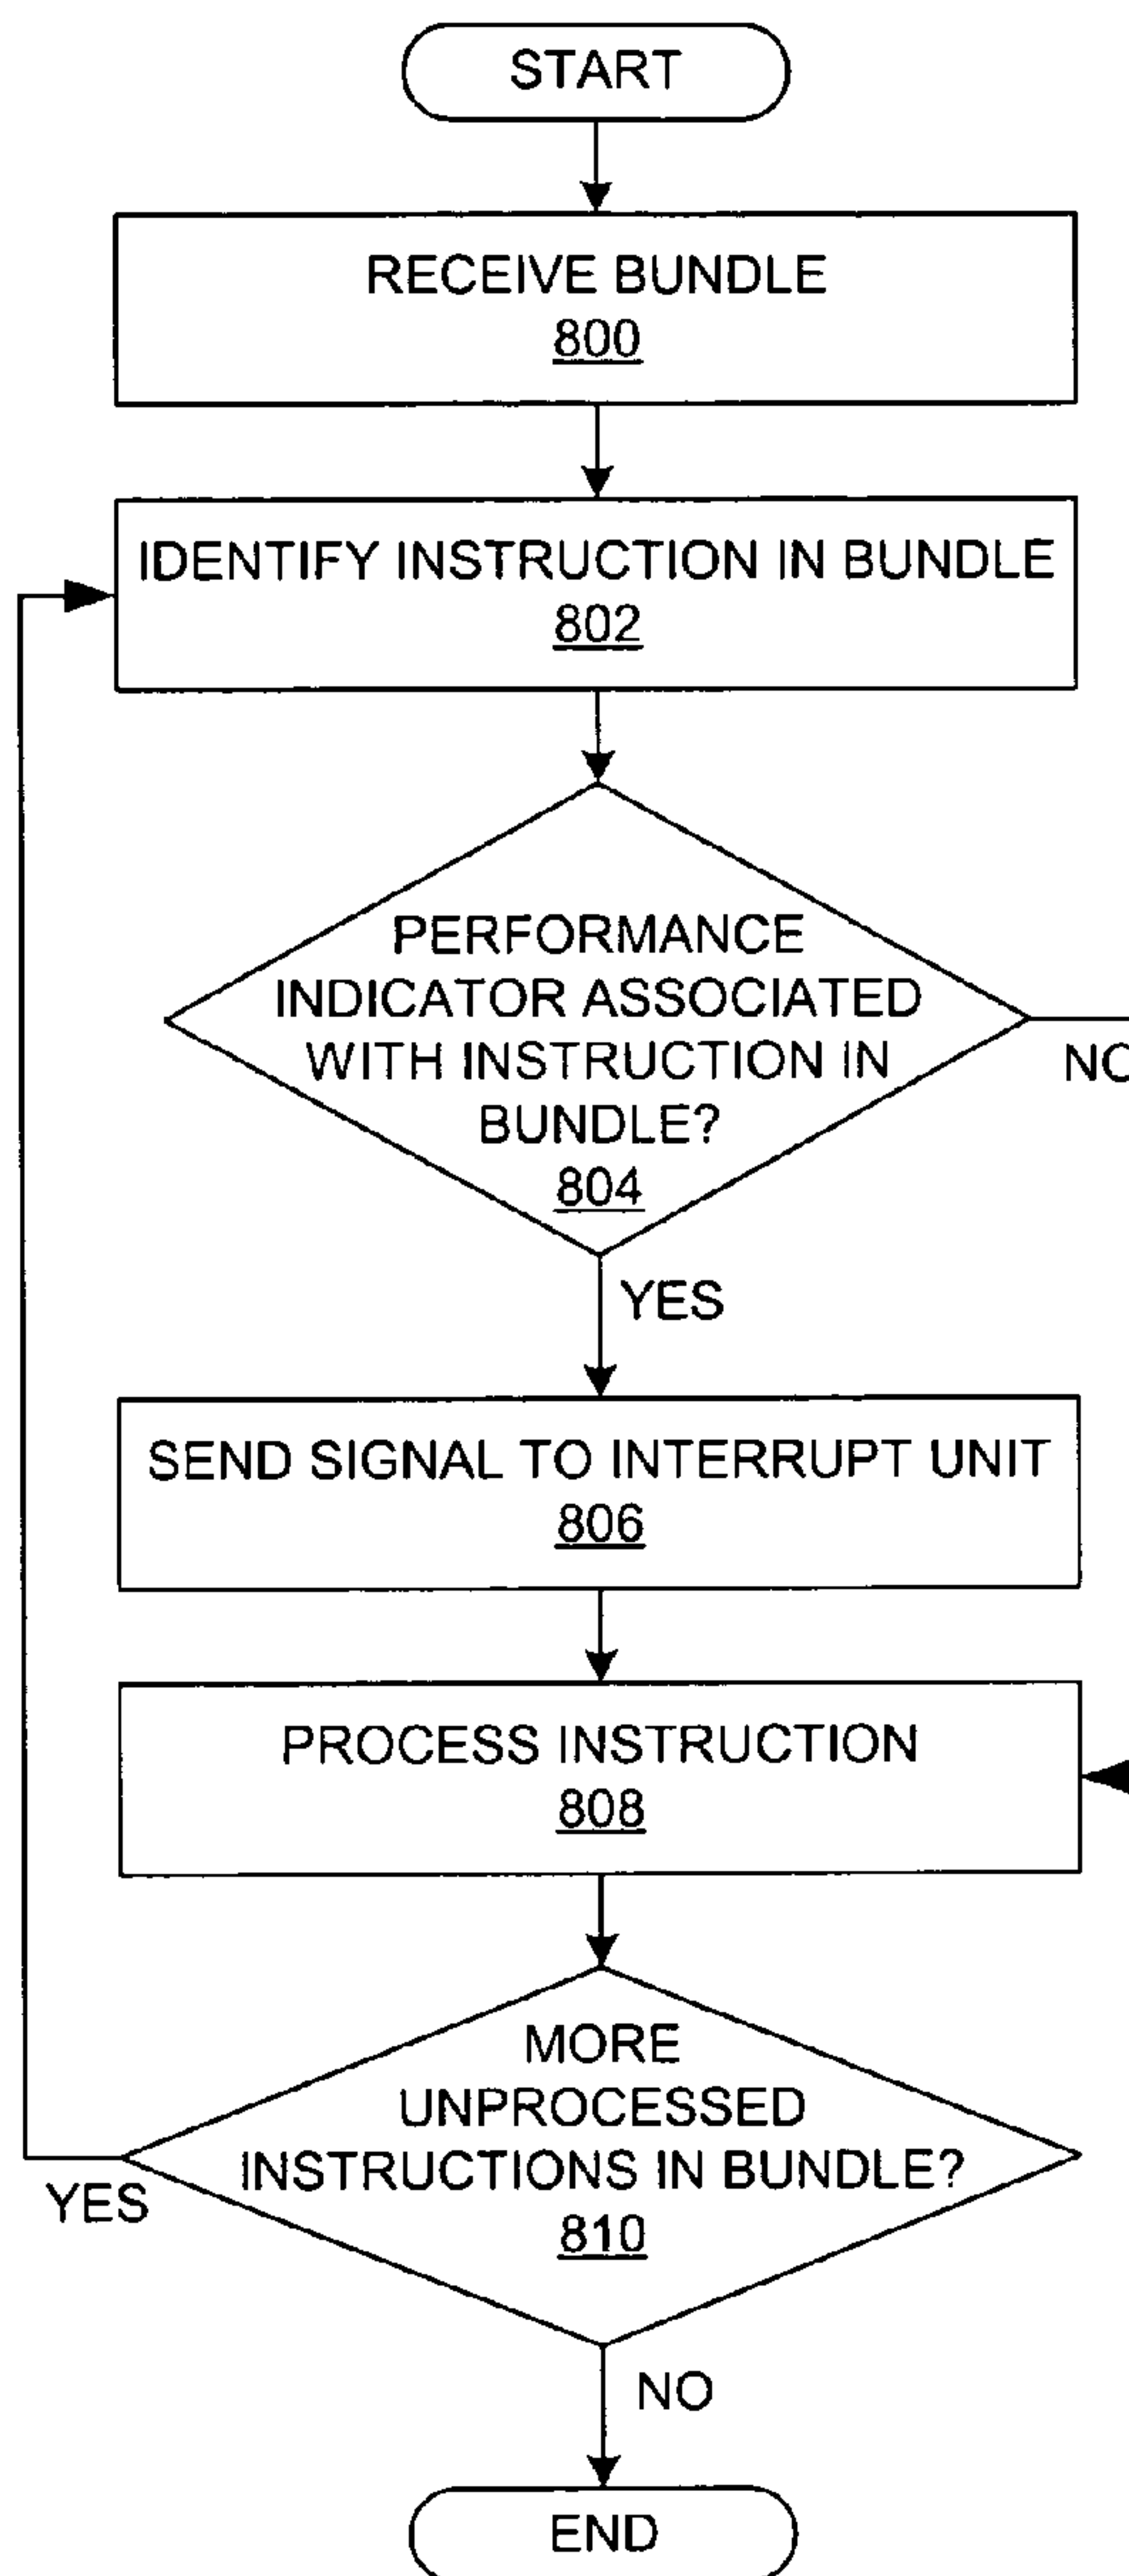 START
RECEIVE BUNDLE
800
IDENTIFY INSTRUCTION IN BUNDLE
802
PERFORMANCE
INDICATOR ASSOCIATED
WITH INSTRUCTION IN
BUNDLE?
804
NO
YES
SEND SIGNAL TO INTERRUPT UNIT
806
PROCESS INSTRUCTION
808
MORE
UNPROCESSED
INSTRUCTIONS IN BUNDLE?
810
YES
NO
END